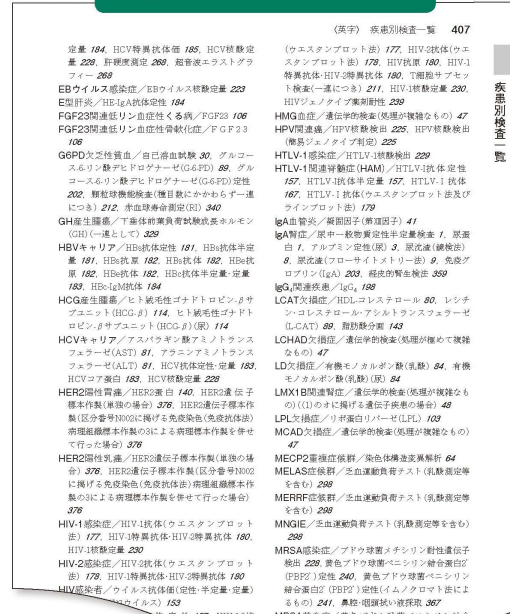 〈英字〉 疾患別検査一覧 407
疾患別検査一覧
定量 184, HCV特異抗体価 185, HCV核酸定
量 228, 肝硬度測定 268, 超音波エラストグラ
フィー 268
EBウイルス感染症／EBウイルス核酸定量 223
E型肝炎／HE-IgA抗体定性 184
FGF23関連低リン血症性くる病／FGF23 106
FGF23関連低リン血症性骨軟化症／FGF23
106
G6PD欠乏性貧血／自己溶血試験 30, グルコー
ス-6-リン酸デヒドロゲナーゼ(G-6-PD) 89, グル
コース-6-リン酸デヒドロゲナーゼ(G-6-PD)定性
202, 顆粒球機能検査(種目数にかかわらず一連
につき) 212, 赤血球寿命測定(RI) 340
GH産生腫瘍／下垂体前葉負荷試験成長ホルモン
(GH)(一連として) 329
HBVキャリア／HBs抗体定性 181, HBs抗体半定
量 181, HBs抗原 182, HBs抗体 182, HBe抗
原 182, HBe抗体 182, HBc抗体半定量・定量
183, HBc-IgM抗体 184
HCG産生腫瘍／ヒト絨毛性ゴナドトロピン-βサ
ブユニット(HCG-β) 114, ヒト絨毛性ゴナドト
ロピン-βサブユニット(HCG-β)(尿) 114
HCVキャリア／アスパラギン酸アミノトランス
フェラーゼ(AST) 81, アラニンアミノトランス
フェラーゼ(ALT) 81, HCV抗体定性・定量 183,
HCVコア蛋白 183, HCV核酸定量 228
HER2陽性胃癌／HER2蛋白 140, HER2遺伝子
標本作製(単独の場合) 376, HER2遺伝子標本作
製(区分番号N002に掲げる免疫染色(免疫抗体法)
病理組織標本作製の3による病理標本作製を併せ
て行った場合) 376
HER2陽性乳癌／HER2遺伝子標本作製(単独の場
合) 376, HER2遺伝子標本作製(区分番号N002
に掲げる免疫染色(免疫抗体法)病理組織標本作
製の3による病理標本作製を併せて行った場合)
376
HIV-1感染症／HIV-1抗体(ウエスタンブロット
法) 177, HIV-1特異抗体・HIV-2特異抗体 180,
HIV-1核酸定量 230
HIV-2感染症／HIV-2抗体(ウエスタンブロット
法) 178, HIV-1特異抗体・HIV-2特異抗体 180
HIV感染者／ウイルス抗体価(定性・半定量・定量)
ロウイルス) 153
(ウエスタンブロット法) 177, HIV-2抗体(ウエ
スタンブロット法) 178, HIV抗原 180, HIV-1
特異抗体・HIV-2特異抗体 180, T細胞サブセッ
ト検査(一連につき) 211, HIV-1核酸定量 230,
HIVジェノタイプ薬剤耐性 239
HMG血症／遺伝学的検査(処理が複雑なもの) 47
HPV関連癌／HPV核酸検出 225, HPV核酸検出
(簡易ジェノタイプ判定) 225
HTLV-1感染症／HTLV-1核酸検出 229
HTLV-1関連脊髄症(HAM)／HTLV-I抗体定性
157, HTLV-I抗体半定量 157, HTLV-I 抗体
167, HTLV-I 抗体(ウエスタンブロット法及び
ラインブロット法) 179
IgA血管炎／凝固因子(第XIII因子) 41
IgA腎症／尿中一般物質定性半定量検査 1, 尿蛋
白 1, アルブミン定性(尿) 3, 尿沈渣(鏡検法)
8, 尿沈渣(フローサイトメトリー法) 9, 免疫グ
ロブリン(IgA) 203, 経皮的腎生検法 359
IgG₄関連疾患／IgG₄ 198
LCAT欠損症／HDL-コレステロール 80, レシチ
ン・コレステロール・アシルトランスフェラーゼ
(L-CAT) 89, 脂肪酸分画 143
LCHAD欠損症／遺伝学的検査(処理が極めて複雑
なもの) 47
LD欠損症／有機モノカルボン酸(乳酸) 84, 有機
モノカルボン酸(乳酸)(尿) 84
LMX1B関連腎症／遺伝学的検査(処理が複雑なも
の)((1)のオに掲げる遺伝子疾患の場合) 48
LPL欠損症／リポ蛋白リパーゼ(LPL) 103
MCAD欠損症／遺伝学的検査(処理が複雑なもの)
47
MECP2重複症候群／染色体構造変異解析 64
MELAS症候群／乏血運動負荷テスト(乳酸測定等
を含む) 298
MERRF症候群／乏血運動負荷テスト(乳酸測定等
を含む) 298
MNGIE／乏血運動負荷テスト(乳酸測定等を含む)
298
MRSA感染症／ブドウ球菌メチシリン耐性遺伝子
検出 228, 黄色ブドウ球菌ペニシリン結合蛋白2'
(PBP2')定性 240, 黄色ブドウ球菌ペニシリン
結合蛋白2'(PBP2')定性(イムノクロマト法によ
るもの) 241, 鼻腔・咽頭拭い液採取 367